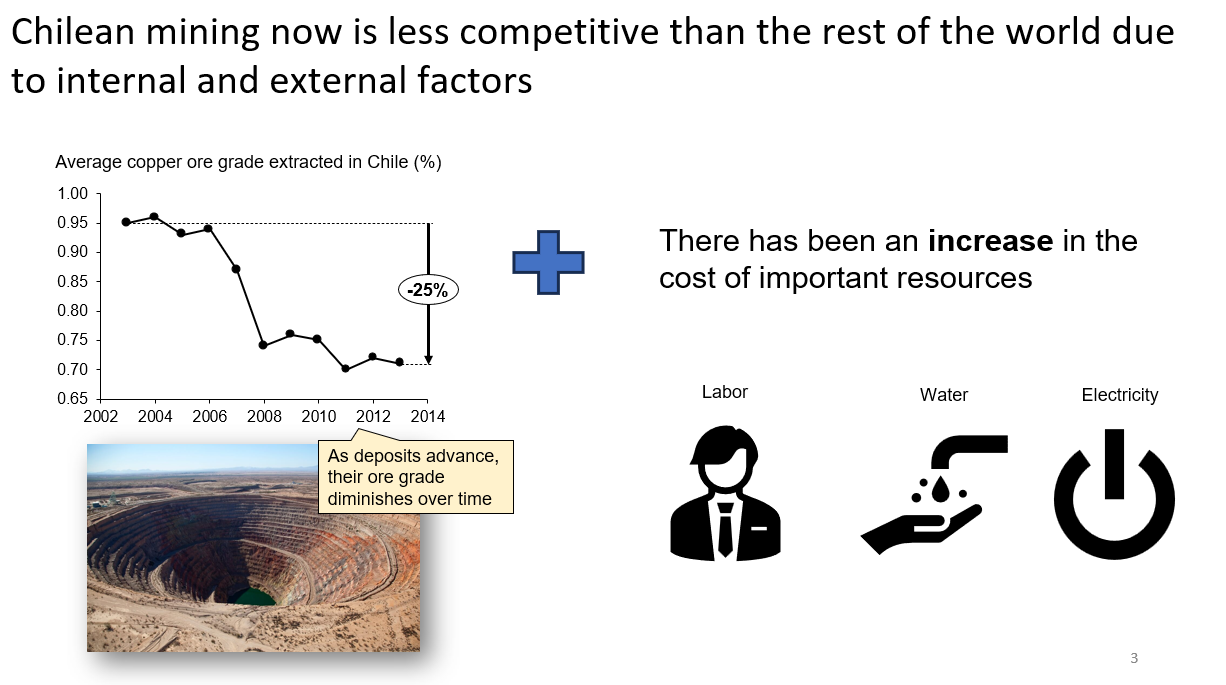 Chilean mining now is less competitive than the rest of the world due
to internal and external factors
Average copper ore grade extracted in Chile (%)
1.00
0.95
0.90
0.85
0.80
0.75
0.70
0.65
2002 2004 2006 2008 2010 2012 2014
-25%
As deposits advance,
their ore grade
diminishes over time
There has been an increase in the
cost of important resources
Labor
Water
Electricity
3